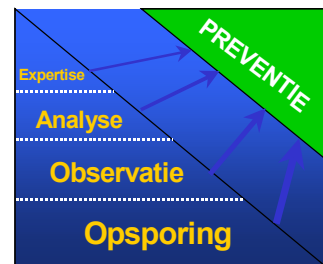 PREVENTIE
Expertise
Analyse
Observatie
Opsporing